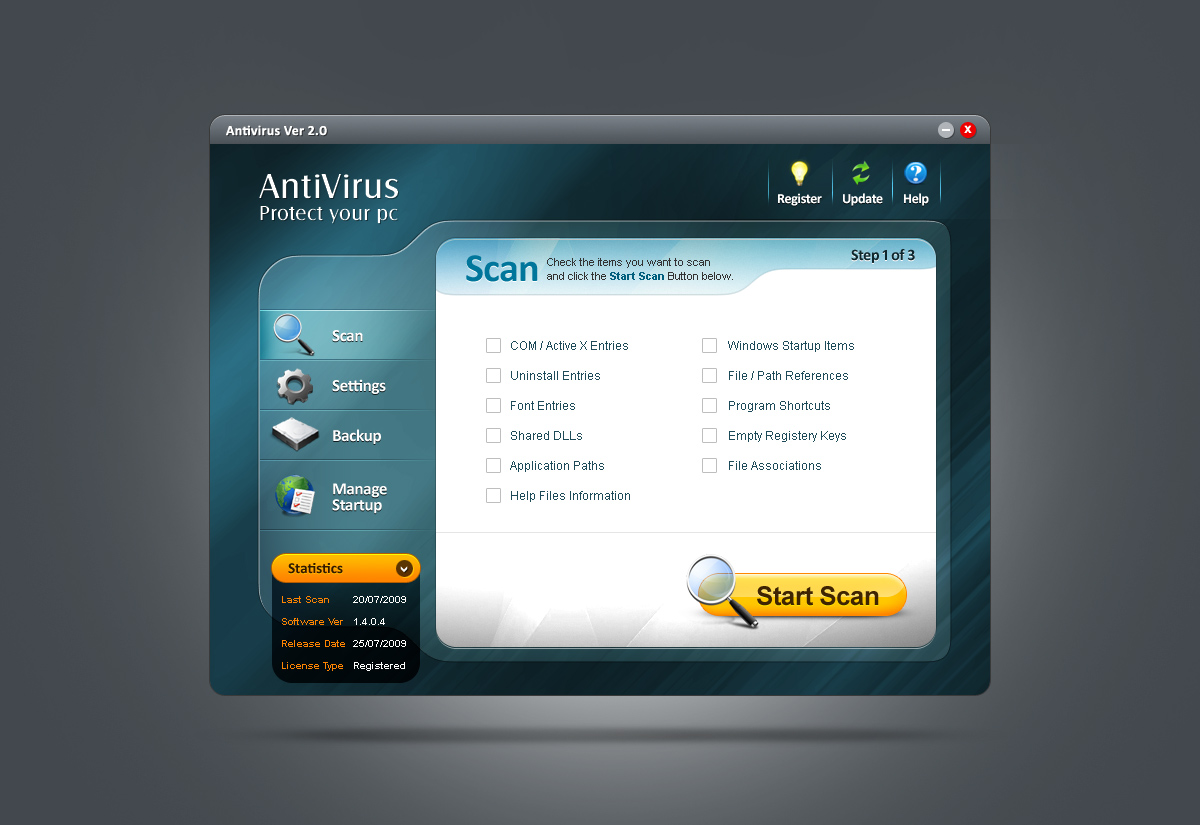 Antivirus Ver 2.0
X
AntiVirus
Protect your pc
Register
Update
?
Help
Scan
Settings
Backup
Manage
Startup
Statistics
Last Scan 20/07/2009
Software Ver 1.4.0.4
Release Date 25/07/2009
License Type Registered
Scan
Check the items you want to scan
and click the Start Scan Button below.
Step 1 of 3
COM / Active X Entries
Uninstall Entries
Font Entries
Shared DLLs
Application Paths
Help Files Information
Windows Startup Items
File / Path References
Program Shortcuts
Empty Registery Keys
File Associations
Start Scan